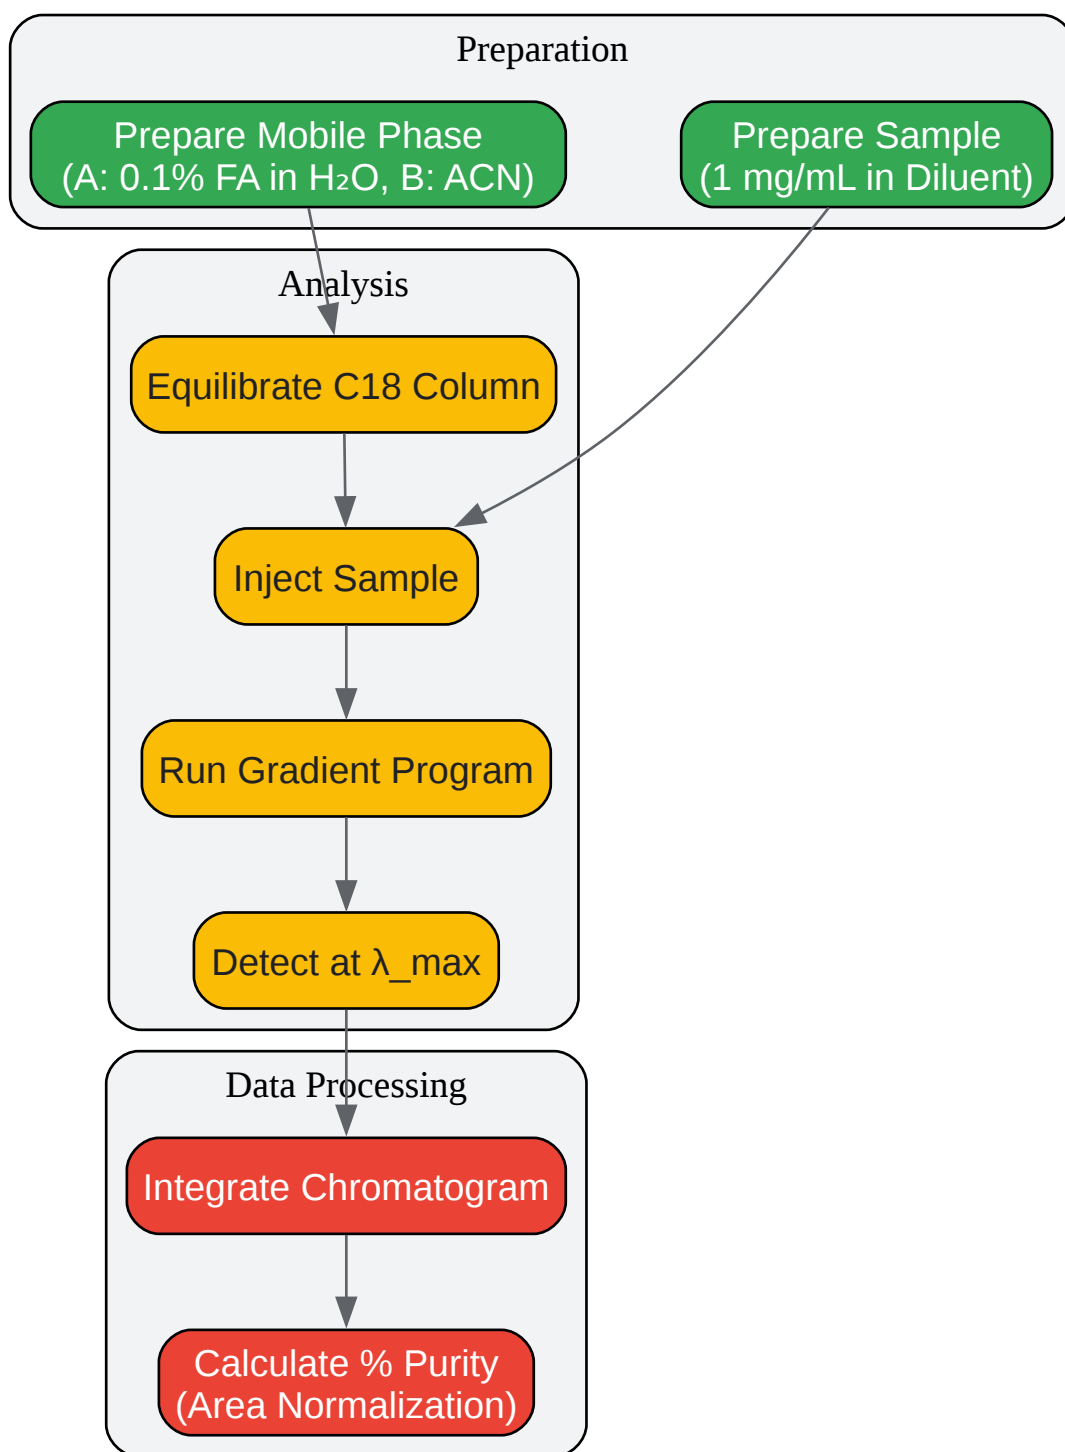 Preparation
Prepare Mobile Phase
(A: 0.1% FA in H₂O, B: ACN)
Prepare Sample
(1 mg/mL in Diluent)
Analysis
Equilibrate C18 Column
Inject Sample
Run Gradient Program
Detect at λ_max
Data Processing
Integrate Chromatogram
Calculate % Purity
(Area Normalization)